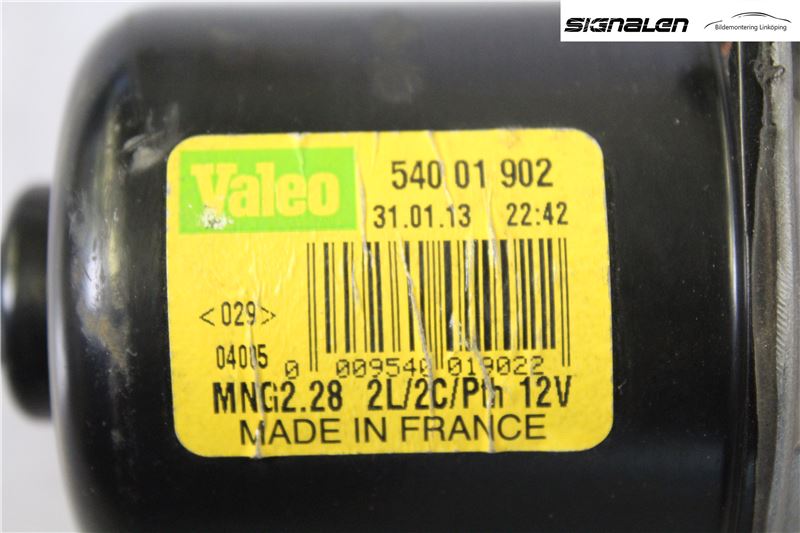 SIGNALEN
Bildemontering Linköping
Valeo
540 01 902
31.01.13 22:42
<029>
04005
0 009540 019022
MNG2.28 2L/2C/Pth 12V
MADE IN FRANCE